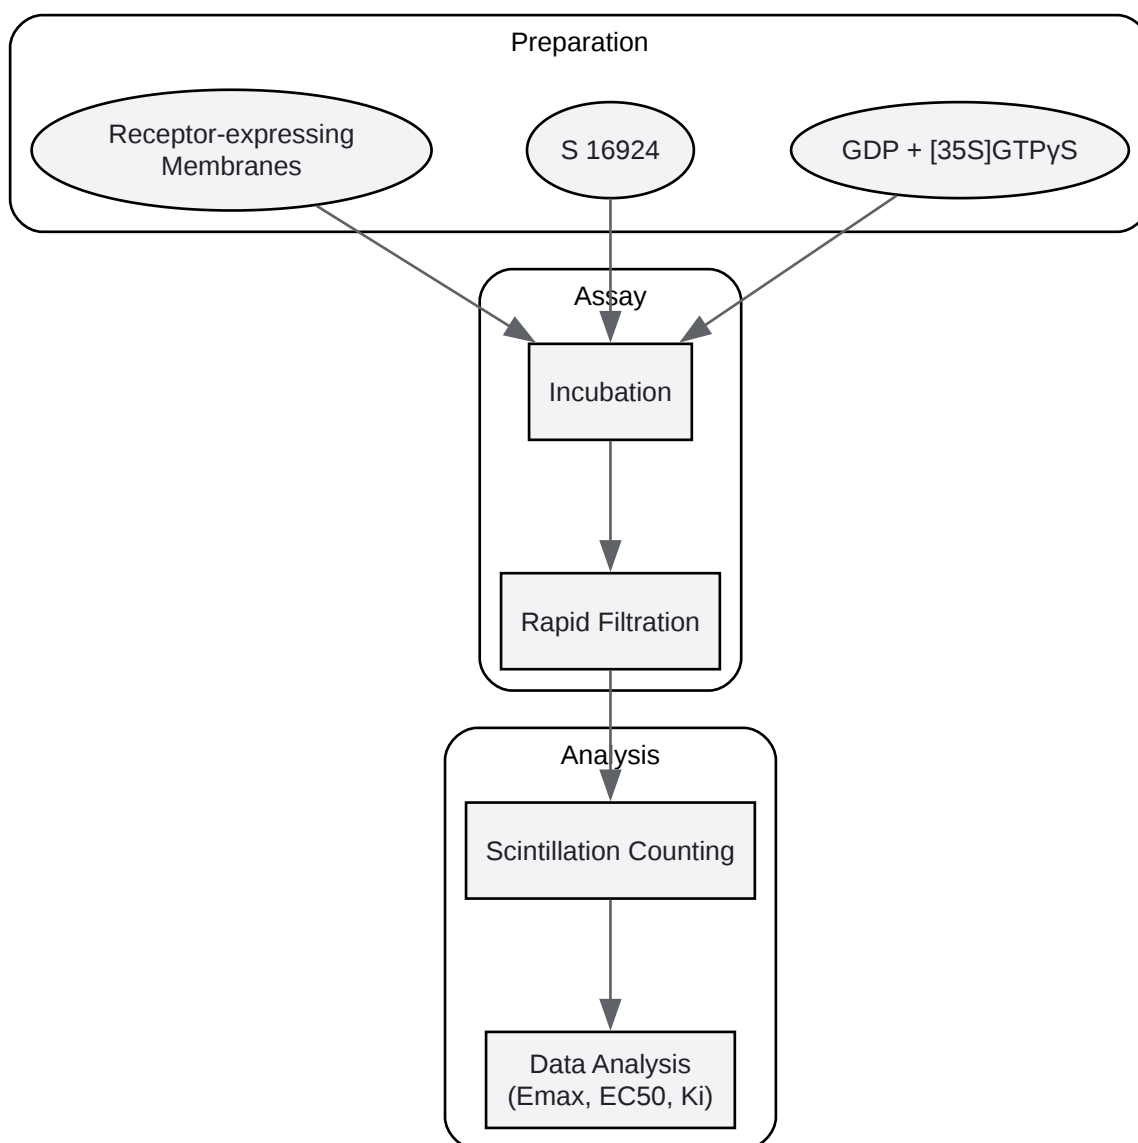 Preparation
Receptor-expressing
Membranes
S 16924
GDP + [35S]GTPγS
Assay
Incubation
Rapid Filtration
Analysis
Scintillation Counting
Data Analysis
(Emax, EC50, Ki)